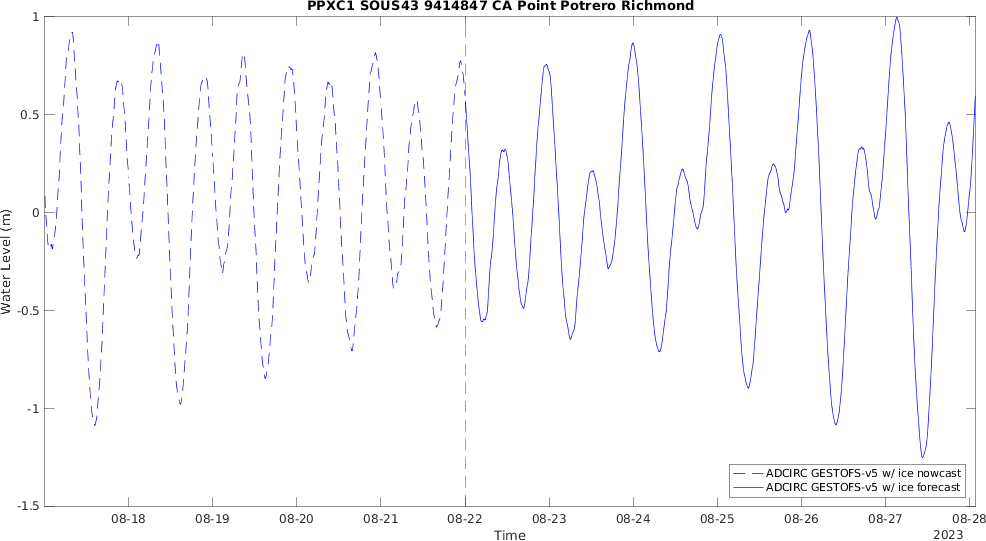 PPXC1 SOUS43 9414847 CA Point Potrero Richmond
1
0.5
0
-0.5
-1
-1.5
Water Level (m)
ADCIRC GESTOFS-v5 w/ ice nowcast
ADCIRC GESTOFS-v5 w/ ice forecast
08-18 08-19 08-20 08-21 08-22 08-23 08-24 08-25 08-26 08-27 08-28
Time
2023